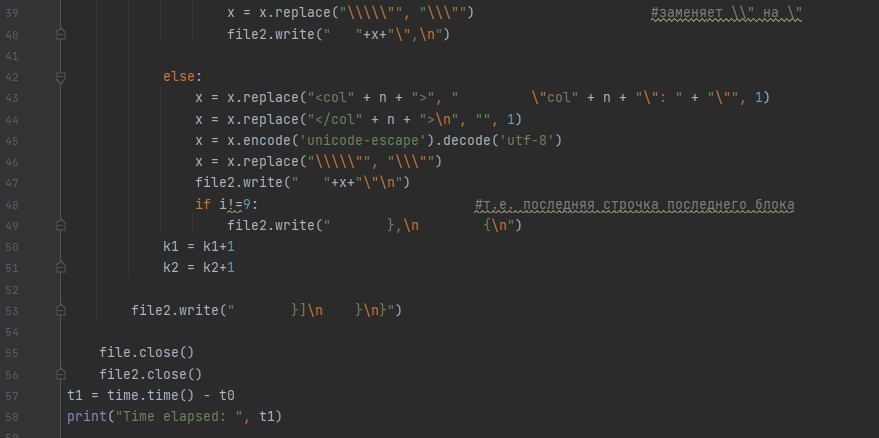 39 x = x.replace("\\\\\"", "\\\"") #заменяет \\" на \"
40 file2.write("   "+x+"\",\n")
41
42 else:
43 x = x.replace("<col" + n + ">", "         \"col" + n + "\": " + "\"", 1)
44 x = x.replace("</col" + n + ">\n", "", 1)
45 x = x.encode('unicode-escape').decode('utf-8')
46 x = x.replace("\\\\\"", "\\\"")
47 file2.write("   "+x+"\"\n")
48 if i!=9: #т.е. последняя строчка последнего блока
49 file2.write("       },\n        {\n")
50 k1 = k1+1
51 k2 = k2+1
52
53 file2.write("       }]\n    }\n}")
54
55 file.close()
56 file2.close()
57 t1 = time.time() - t0
58 print("Time elapsed: ", t1)